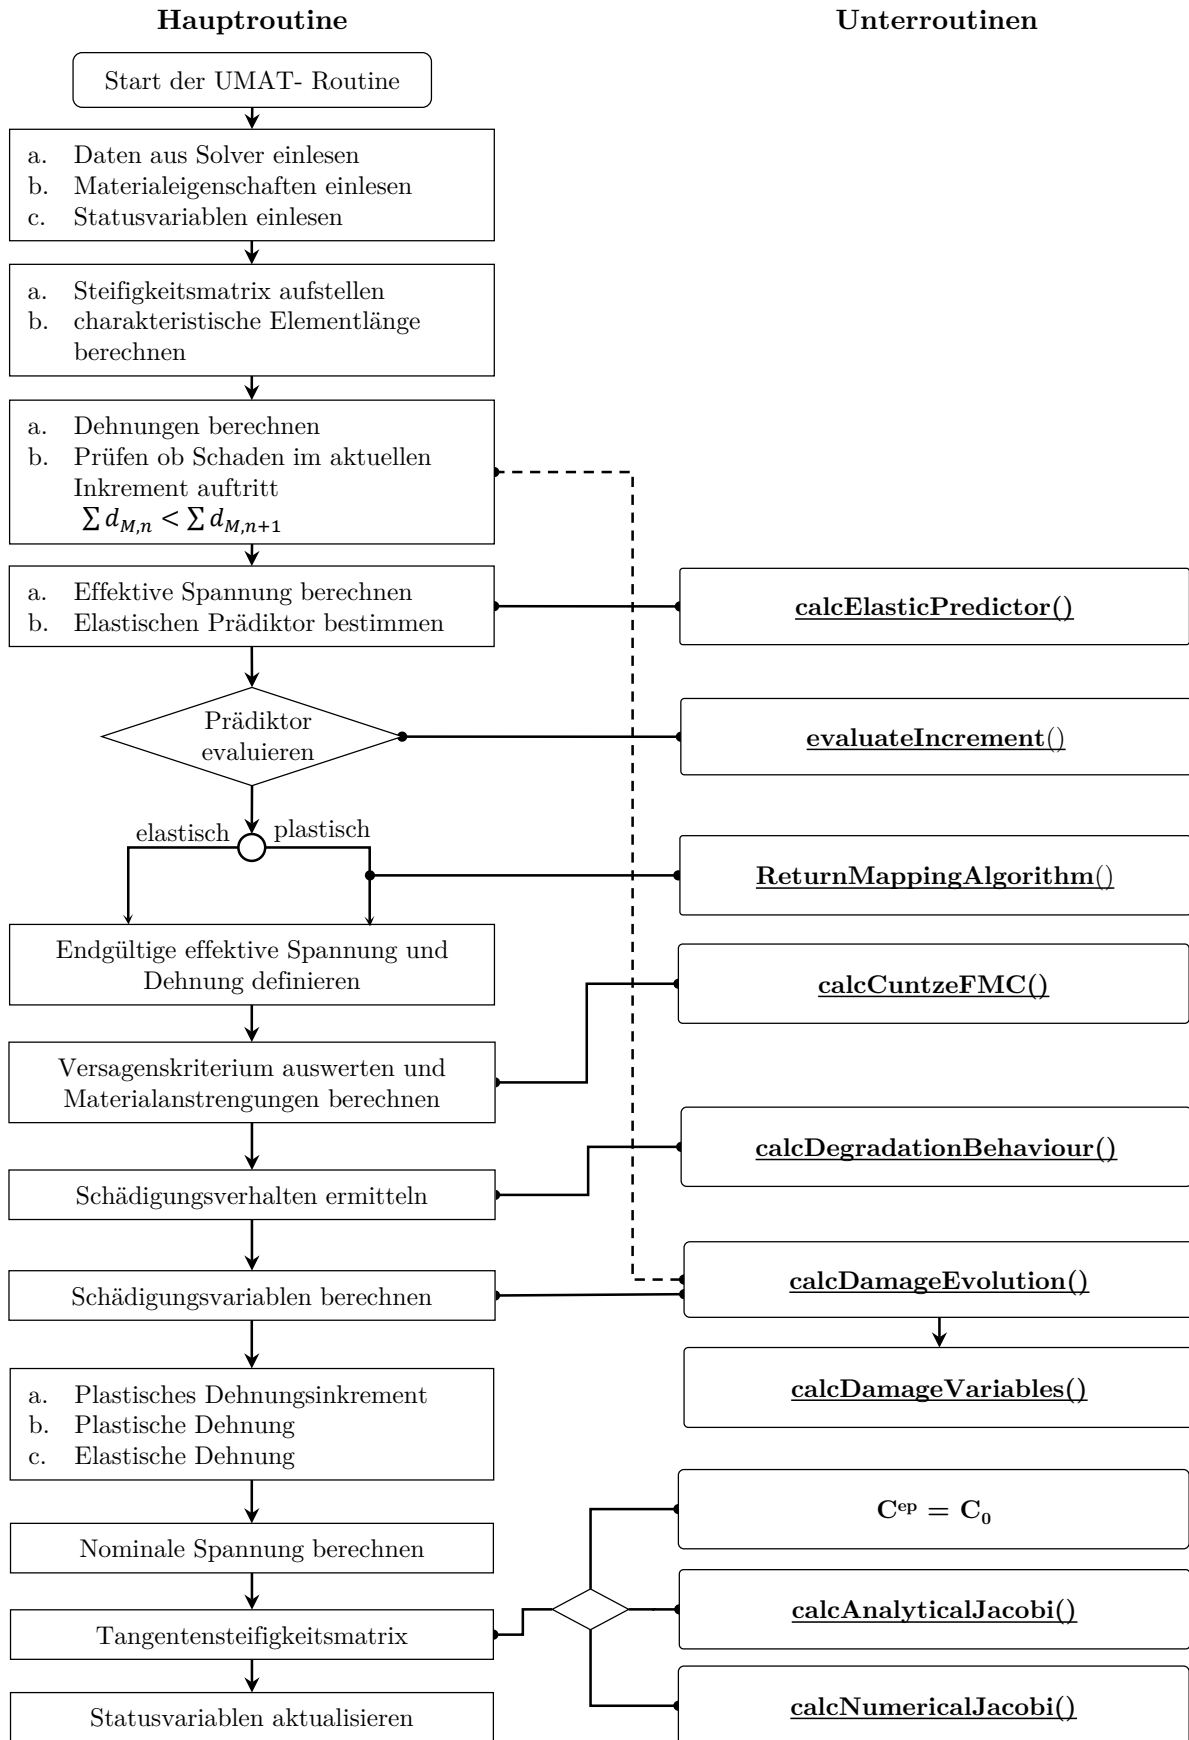 Hauptroutine
Unterroutinen
Start der UMAT- Routine
a. Daten aus Solver einlesen
b. Materialeigenschaften einlesen
c. Statusvariablen einlesen
a. Steifigkeitsmatrix aufstellen
b. charakteristische Elementlänge
berechnen
a. Dehnungen berechnen
b. Prüfen ob Schaden im aktuellen
Inkrement auftritt
∑ d_{M,n} < ∑ d_{M,n+1}
a. Effektive Spannung berechnen
b. Elastischen Prädiktor bestimmen
calcElasticPredictor()
Prädiktor
evaluieren
evaluateIncrement()
elastisch
plastisch
ReturnMappingAlgorithm()
Endgültige effektive Spannung und
Dehnung definieren
calcCuntzeFMC()
Versagenskriterium auswerten und
Materialanstrengungen berechnen
calcDegradationBehaviour()
Schädigungsverhalten ermitteln
calcDamageEvolution()
Schädigungsvariablen berechnen
calcDamageVariables()
a. Plastisches Dehnungsinkrement
b. Plastische Dehnung
c. Elastische Dehnung
C^{ep} = C_0
Nominale Spannung berechnen
calcAnalyticalJacobi()
Tangentensteifigkeitsmatrix
calcNumericalJacobi()
Statusvariablen aktualisieren